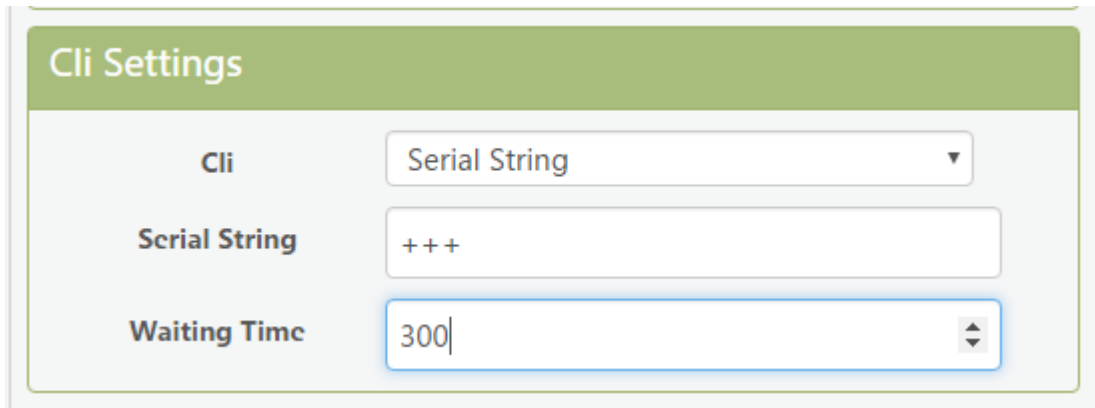 Cli Settings
Cli Serial String
Serial String +++
Waiting Time 300